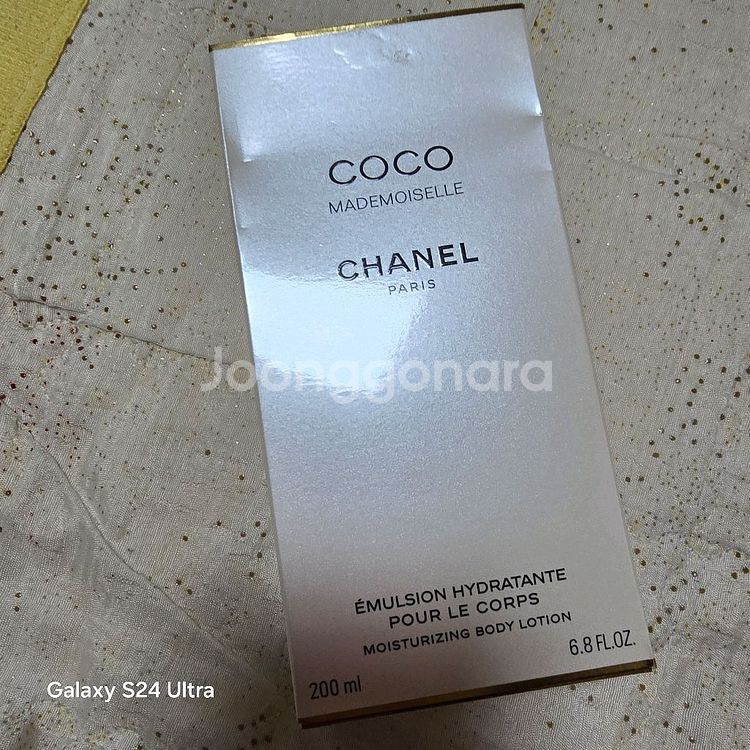 COCO
MADEMOISELLE
CHANEL
PARIS
Joonggonara
ÉMULSION HYDRATANTE
POUR LE CORPS
MOISTURIZING BODY LOTION
200 ml
6.8 FL.OZ.
Galaxy S24 Ultra